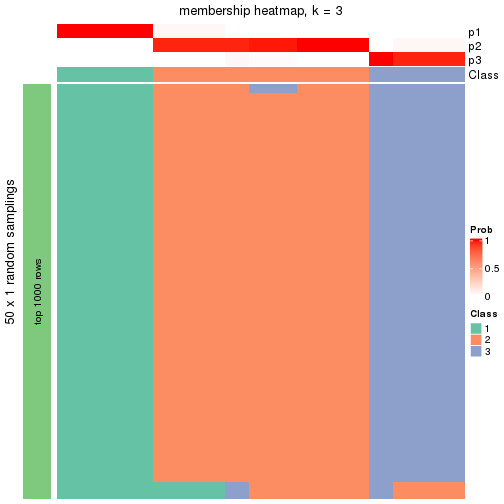 membership heatmap, k = 3
p1
p2
p3
Class
50 x 1 random samplings
top 1000 rows
Prob
1
0.5
0
Class
1
2
3